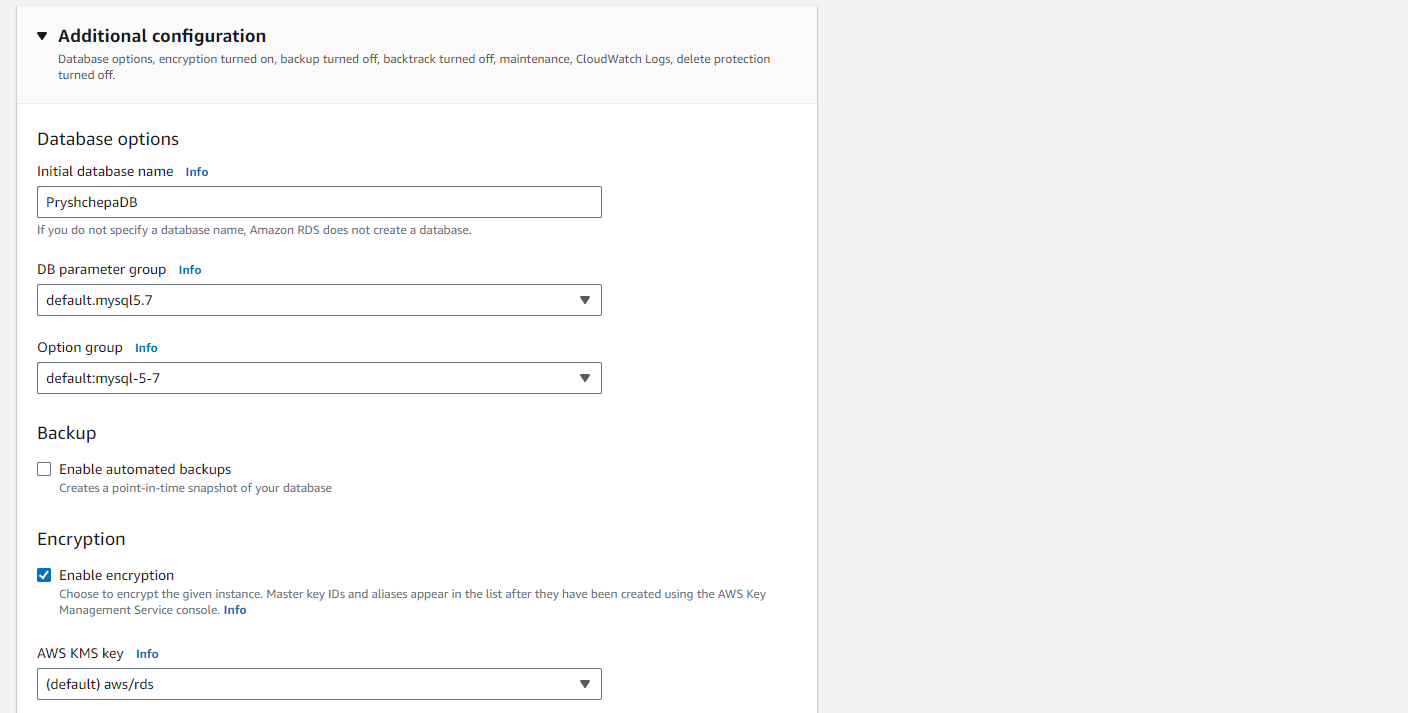 Additional configuration
Database options, encryption turned on, backup turned off, backtrack turned off, maintenance, CloudWatch Logs, delete protection
turned off.
Database options
Initial database name Info
PryshchepaDB
If you do not specify a database name, Amazon RDS does not create a database.
DB parameter group Info
default.mysql5.7
Option group Info
default:mysql-5-7
Backup
Enable automated backups
Creates a point-in-time snapshot of your database
Encryption
Enable encryption
Choose to encrypt the given instance. Master key IDs and aliases appear in the list after they have been created using the AWS Key
Management Service console. Info
AWS KMS key Info
(default) aws/rds